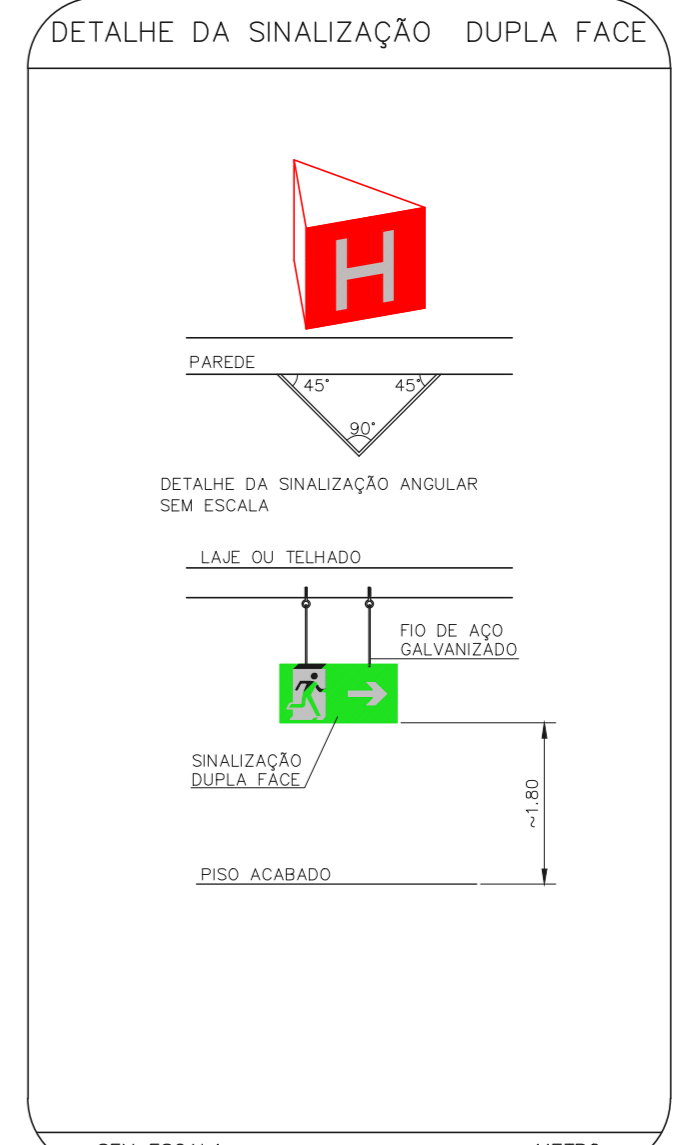 DETALHE DA SINALIZAÇÃO DUPLA FACE
H
PAREDE
45°
45°
90°
DETALHE DA SINALIZAÇÃO ANGULAR
SEM ESCALA
LAJE OU TELHADO
FIO DE AÇO
GALVANIZADO
SINALIZAÇÃO
DUPLA FACE
~1.80
PISO ACABADO